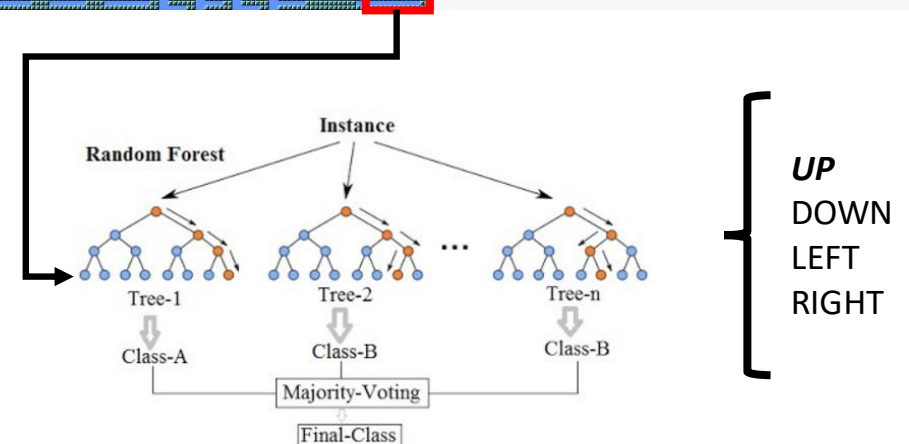 Instance
Random Forest
UP
DOWN
LEFT
RIGHT
...
Tree-1
Tree-2
Tree-n
Class-A
Class-B
Class-B
Majority-Voting
Final-Class